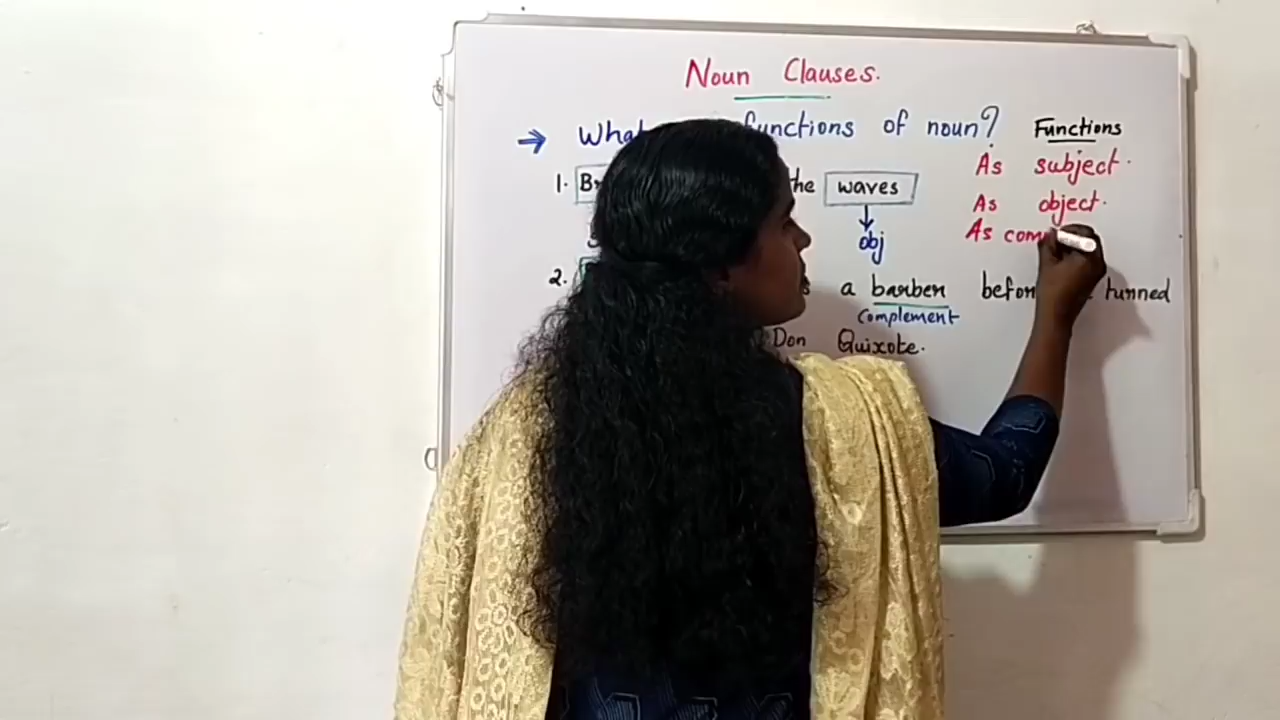 Noun Clauses.
→ What functions of noun?
Functions
As subject.
1. the waves
As object.
obj
As com
2. a barber turned
complement
Don Quixote.